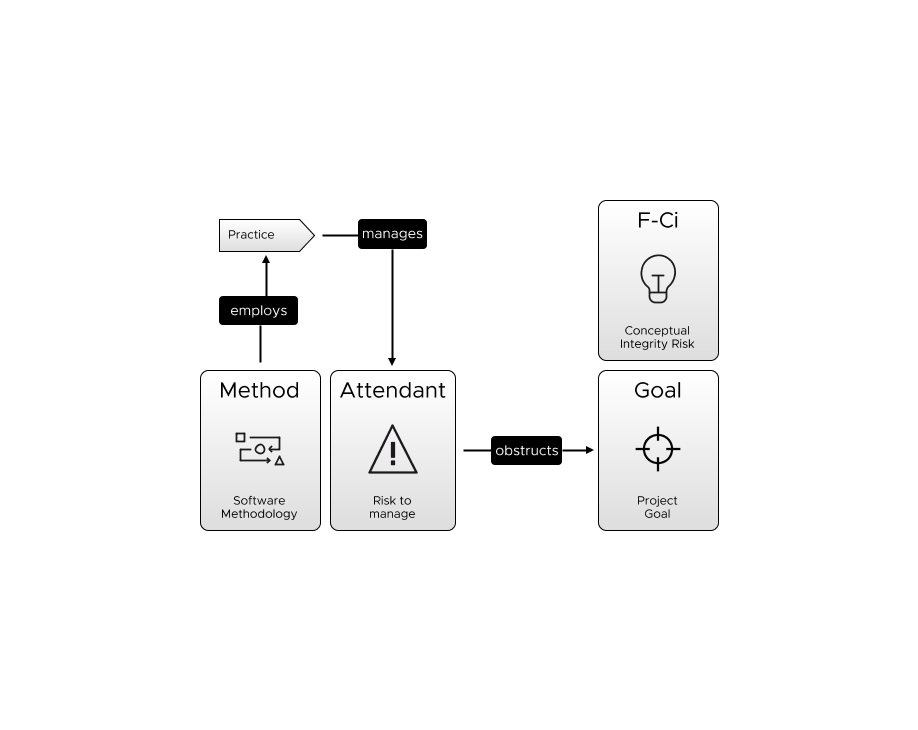 F-Ci
Conceptual
Integrity Risk
Practice
manages
employs
Method
Software
Methodology
Attendant
Risk to
manage
obstructs
Goal
Project
Goal